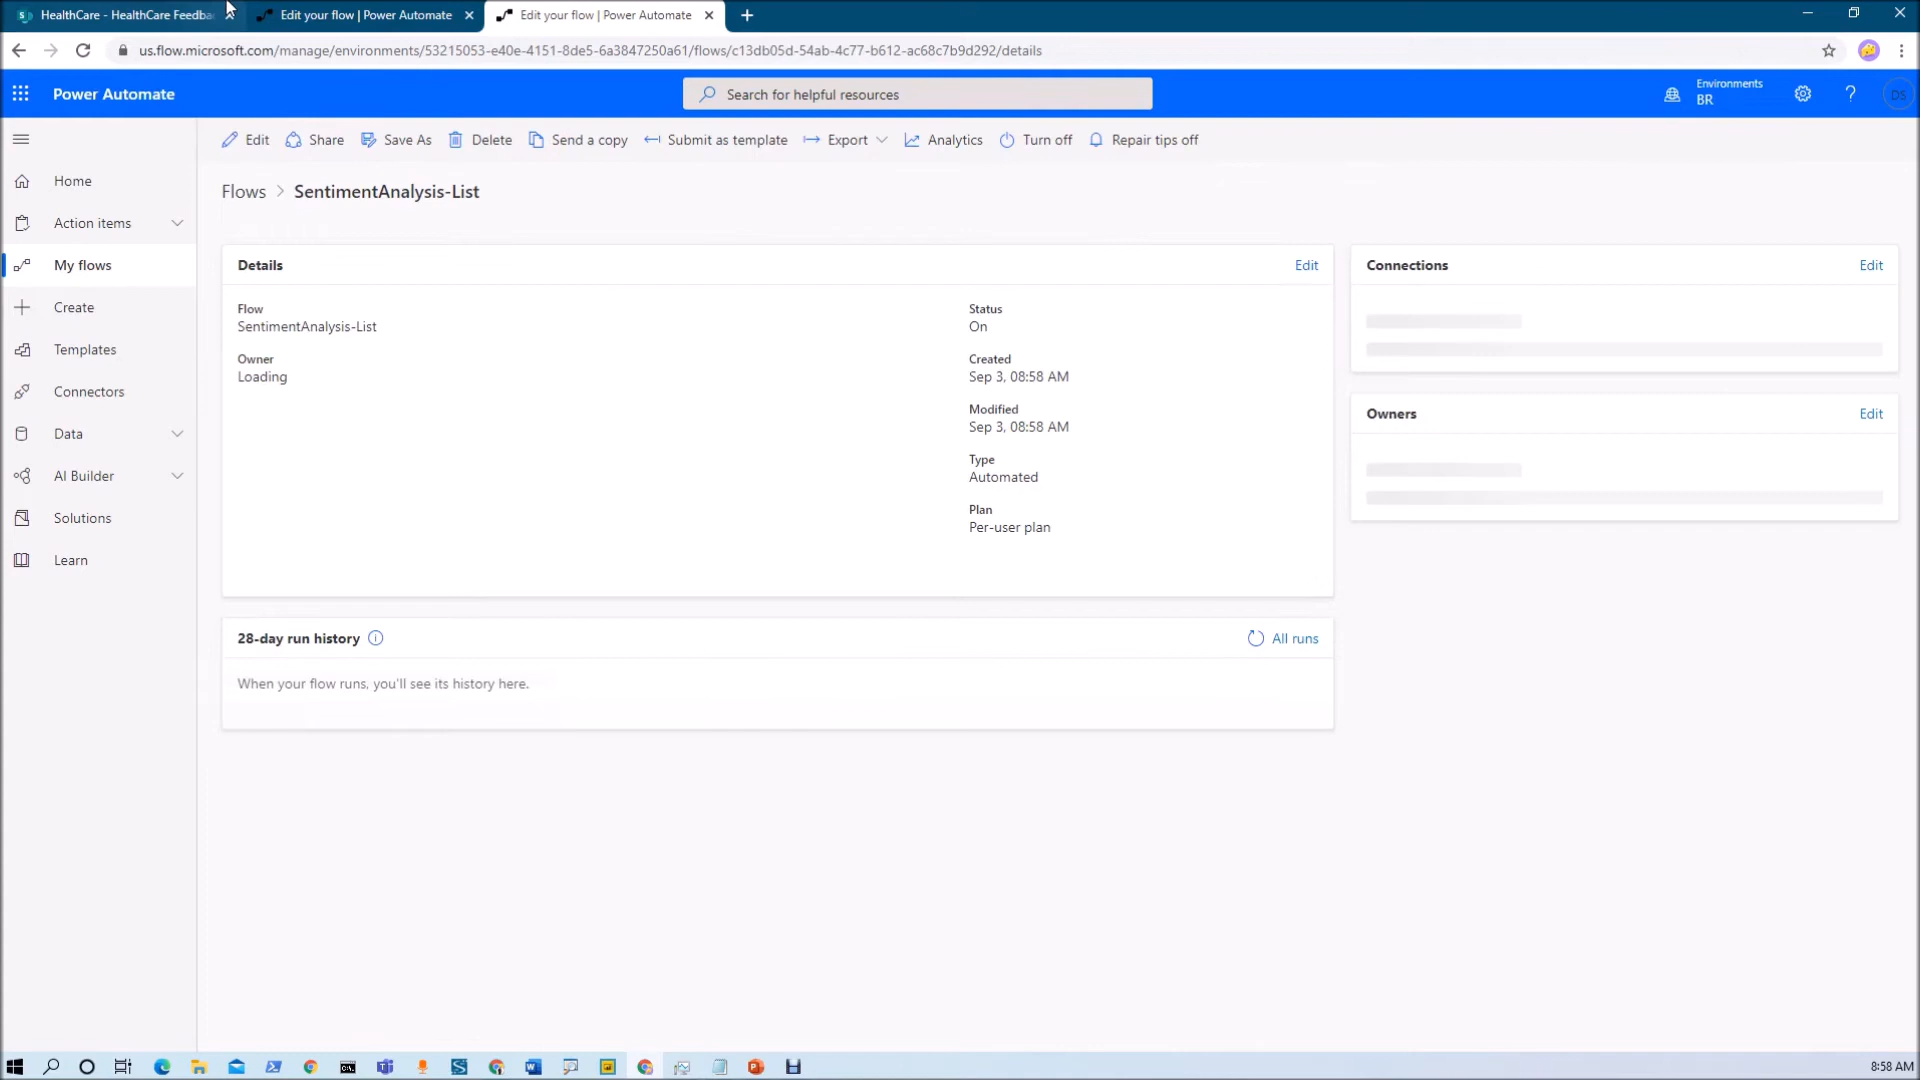 HealthCare - HealthCare Feedba
Edit your flow | Power Automate
Edit your flow | Power Automate
us.flow.microsoft.com/manage/environments/53215053-e40e-4151-8de5-6a3847250a61/flows/c13db05d-54ab-4c77-b612-ac68c7b9d292/details
Power Automate
Search for helpful resources
Environments
BR
DS
Edit
Share
Save As
Delete
Send a copy
Submit as template
Export
Analytics
Turn off
Repair tips off
Home
Action items
My flows
Create
Templates
Connectors
Data
AI Builder
Solutions
Learn
Flows > SentimentAnalysis-List
Details
Edit
Flow
SentimentAnalysis-List
Owner
Loading
Status
On
Created
Sep 3, 08:58 AM
Modified
Sep 3, 08:58 AM
Type
Automated
Plan
Per-user plan
Connections
Edit
Owners
Edit
28-day run history
All runs
When your flow runs, you'll see its history here.
8:58 AM